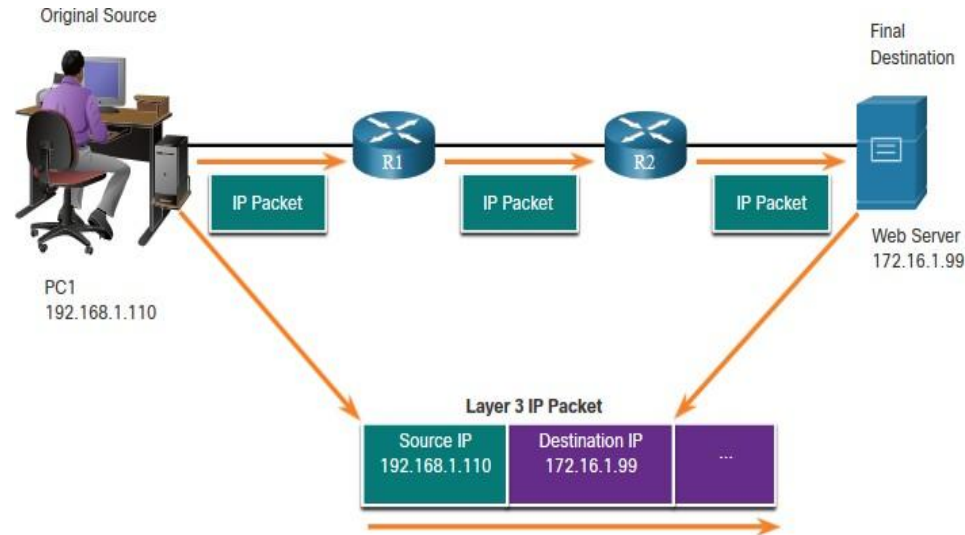 Original Source
Final
Destination
R1
R2
IP Packet
IP Packet
IP Packet
Web Server
172.16.1.99
PC1
192.168.1.110
Layer 3 IP Packet
Source IP
192.168.1.110
Destination IP
172.16.1.99
...